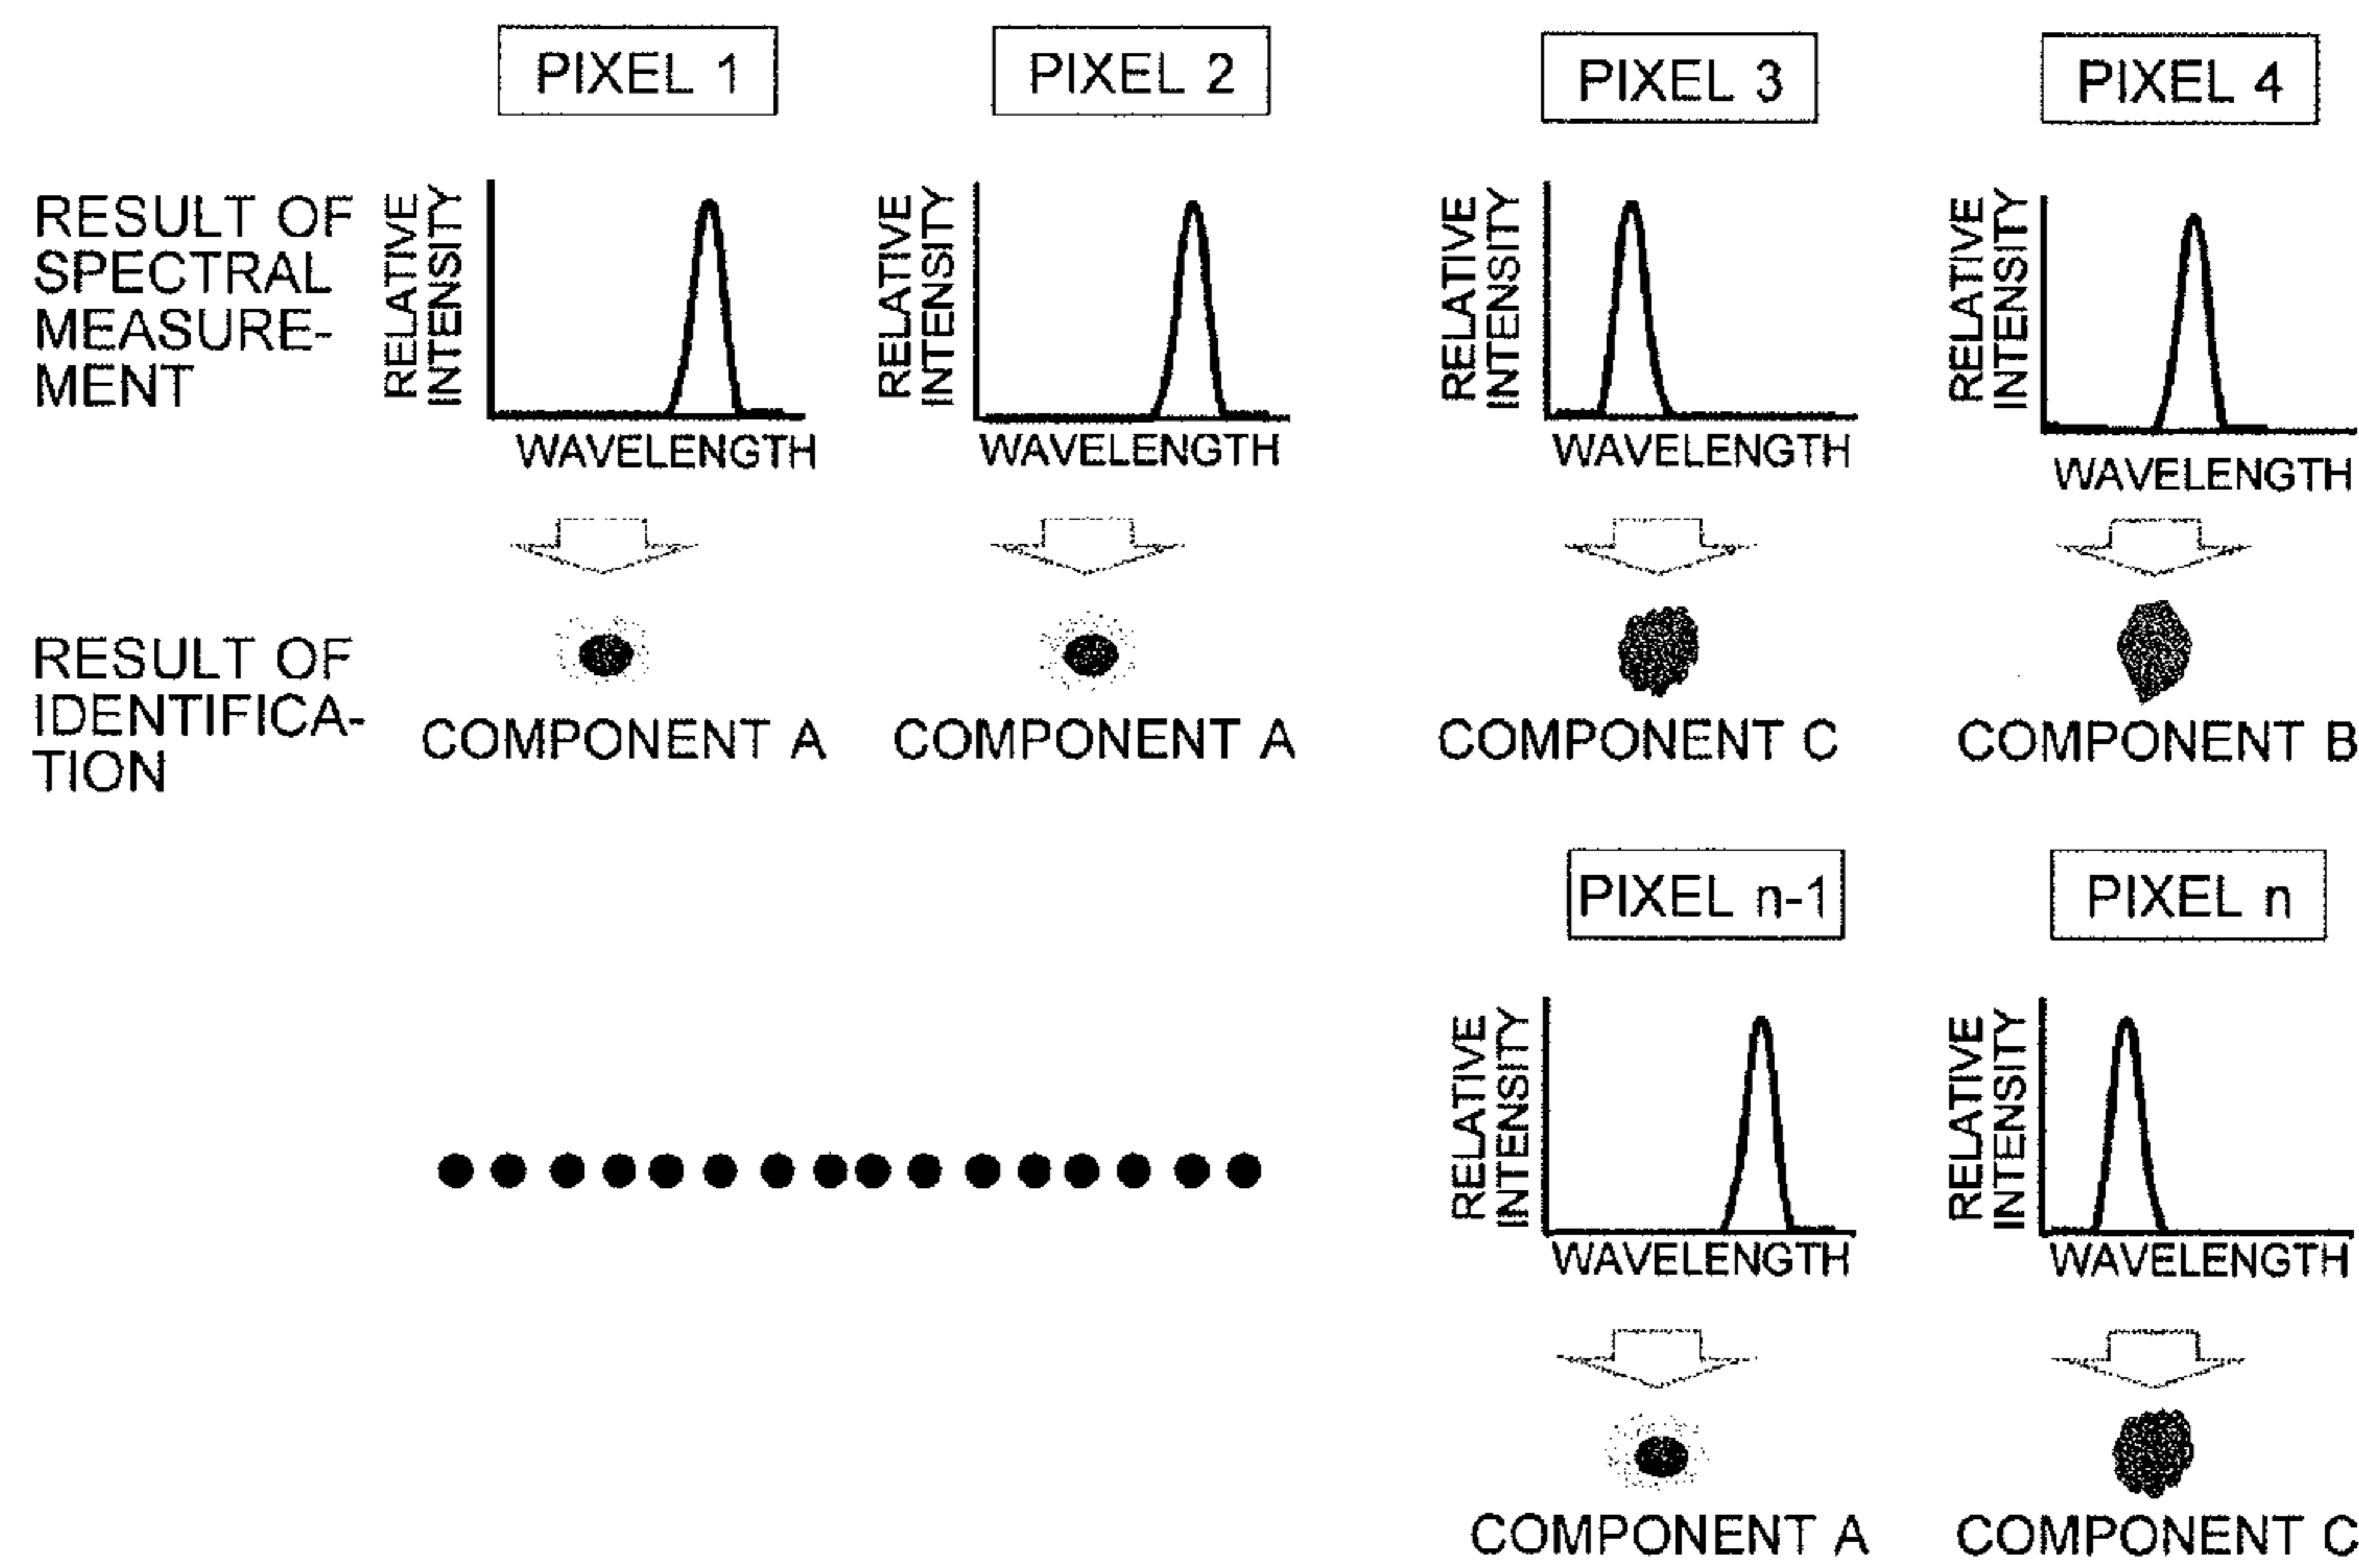 PIXEL 1
PIXEL 2
PIXEL 3
PIXEL 4
RESULT OF
SPECTRAL
MEASURE-
MENT
RELATIVE
INTENSITY
WAVELENGTH
RELATIVE
INTENSITY
WAVELENGTH
RELATIVE
INTENSITY
WAVELENGTH
RELATIVE
INTENSITY
WAVELENGTH
RESULT OF
IDENTIFICA-
TION
COMPONENT A
COMPONENT A
COMPONENT C
COMPONENT B
PIXEL n-1
PIXEL n
RELATIVE
INTENSITY
WAVELENGTH
RELATIVE
INTENSITY
WAVELENGTH
COMPONENT A
COMPONENT C